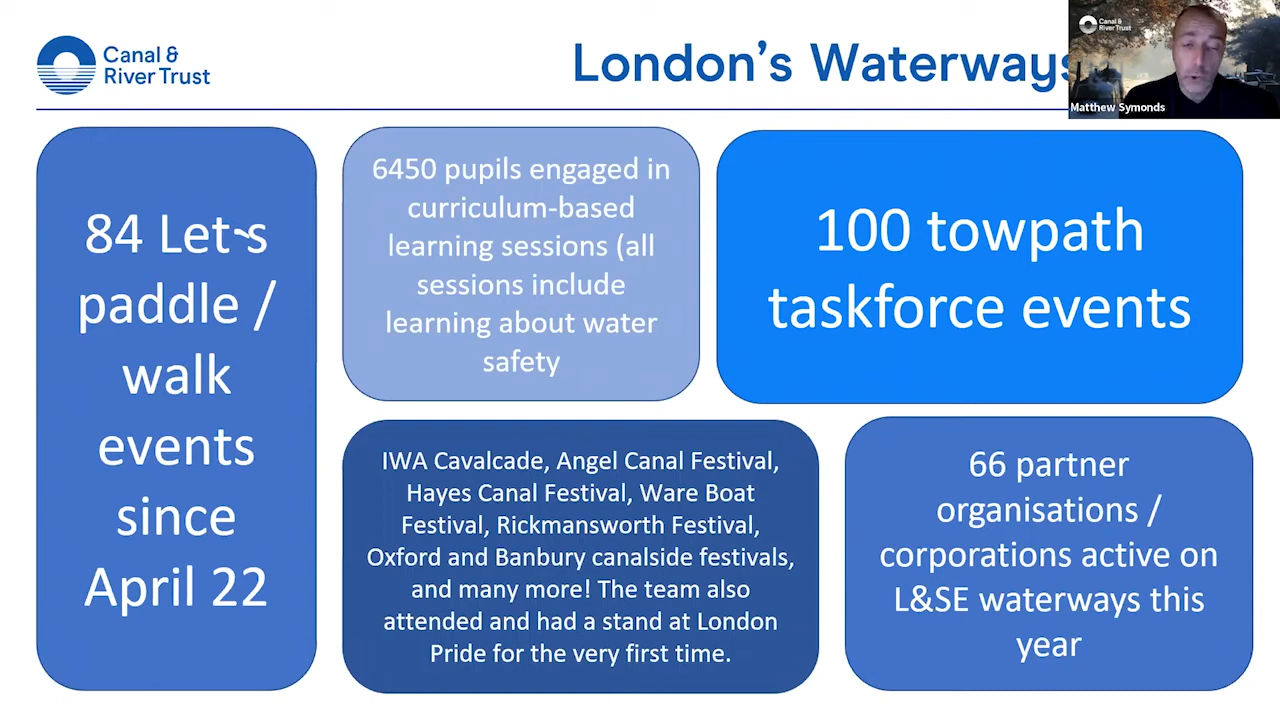 Canal &
River Trust
London's Waterways
Canal &
River Trust
Matthew Symonds
84 Let~s
paddle /
walk
events
since
April 22
6450 pupils engaged in
curriculum-based
learning sessions (all
sessions include
learning about water
safety
100 towpath
taskforce events
IWA Cavalcade, Angel Canal Festival,
Hayes Canal Festival, Ware Boat
Festival, Rickmansworth Festival,
Oxford and Banbury canalside festivals,
and many more! The team also
attended and had a stand at London
Pride for the very first time.
66 partner
organisations /
corporations active on
L&SE waterways this
year